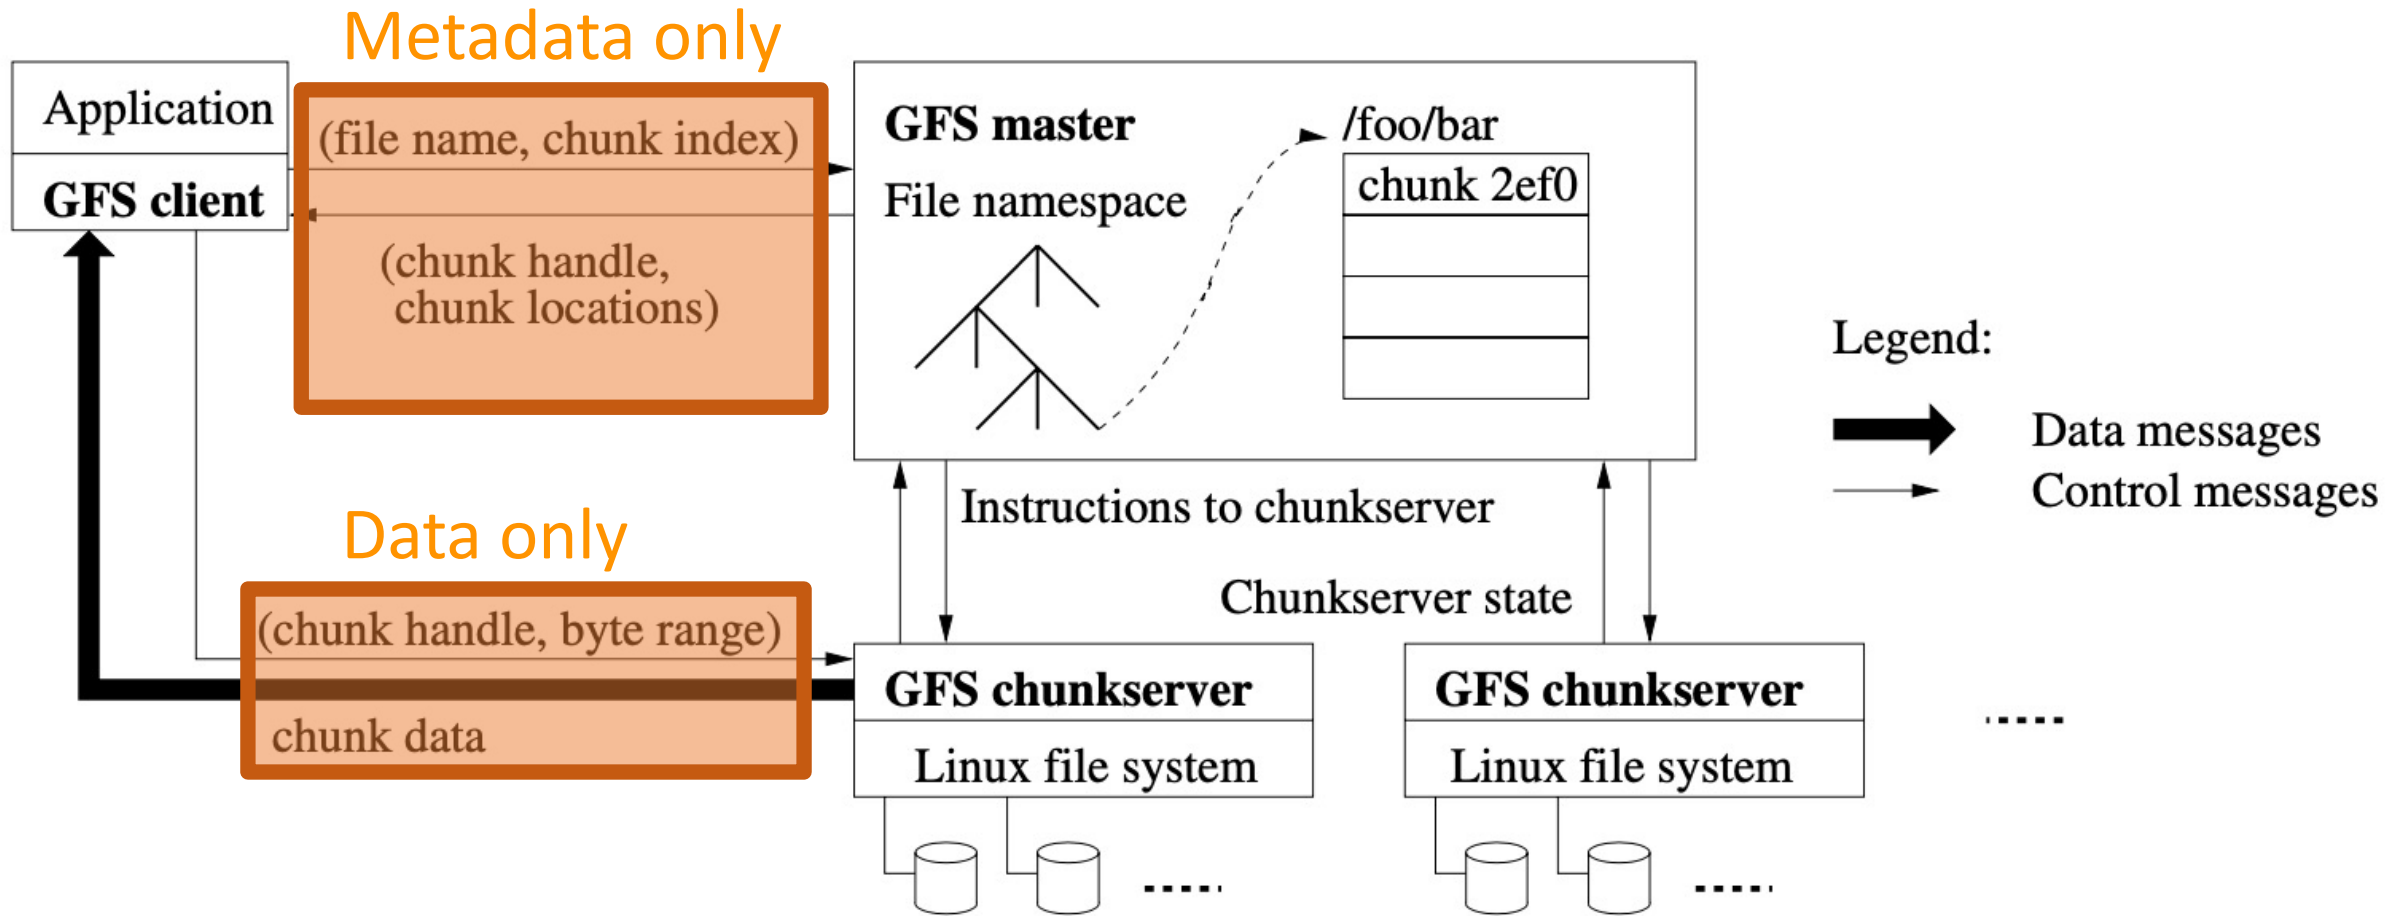 Metadata only
Application
GFS client
(file name, chunk index)
(chunk handle,
chunk locations)
GFS master
File namespace
/foo/bar
chunk 2ef0
Legend:
Data messages
Control messages
Instructions to chunkserver
Chunkserver state
Data only
(chunk handle, byte range)
chunk data
GFS chunkserver
Linux file system
GFS chunkserver
Linux file system